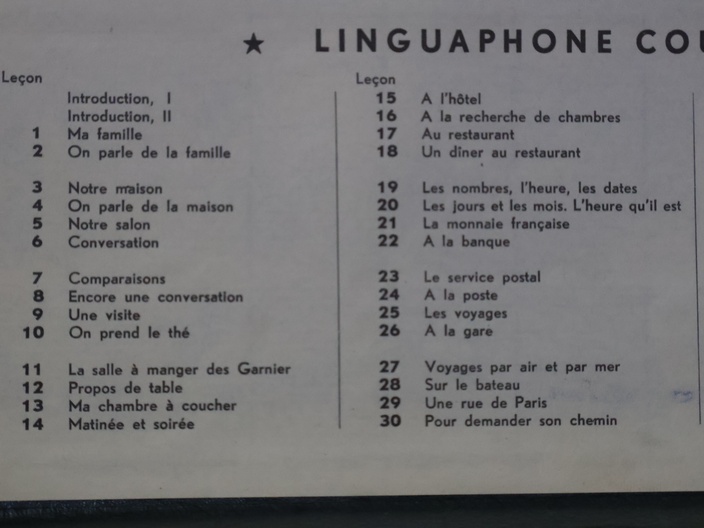 ★ LINGUAPHONE COU
Leçon
Introduction, I
Introduction, II
1 Ma famille
2 On parle de la famille
3 Notre maison
4 On parle de la maison
5 Notre salon
6 Conversation
7 Comparaisons
8 Encore une conversation
9 Une visite
10 On prend le thé
11 La salle à manger des Garnier
12 Propos de table
13 Ma chambre à coucher
14 Matinée et soirée
Leçon
15 A l'hôtel
16 A la recherche de chambres
17 Au restaurant
18 Un dîner au restaurant
19 Les nombres, l'heure, les dates
20 Les jours et les mois. L'heure qu'il est
21 La monnaie française
22 A la banque
23 Le service postal
24 A la poste
25 Les voyages
26 A la gare
27 Voyages par air et par mer
28 Sur le bateau
29 Une rue de Paris
30 Pour demander son chemin